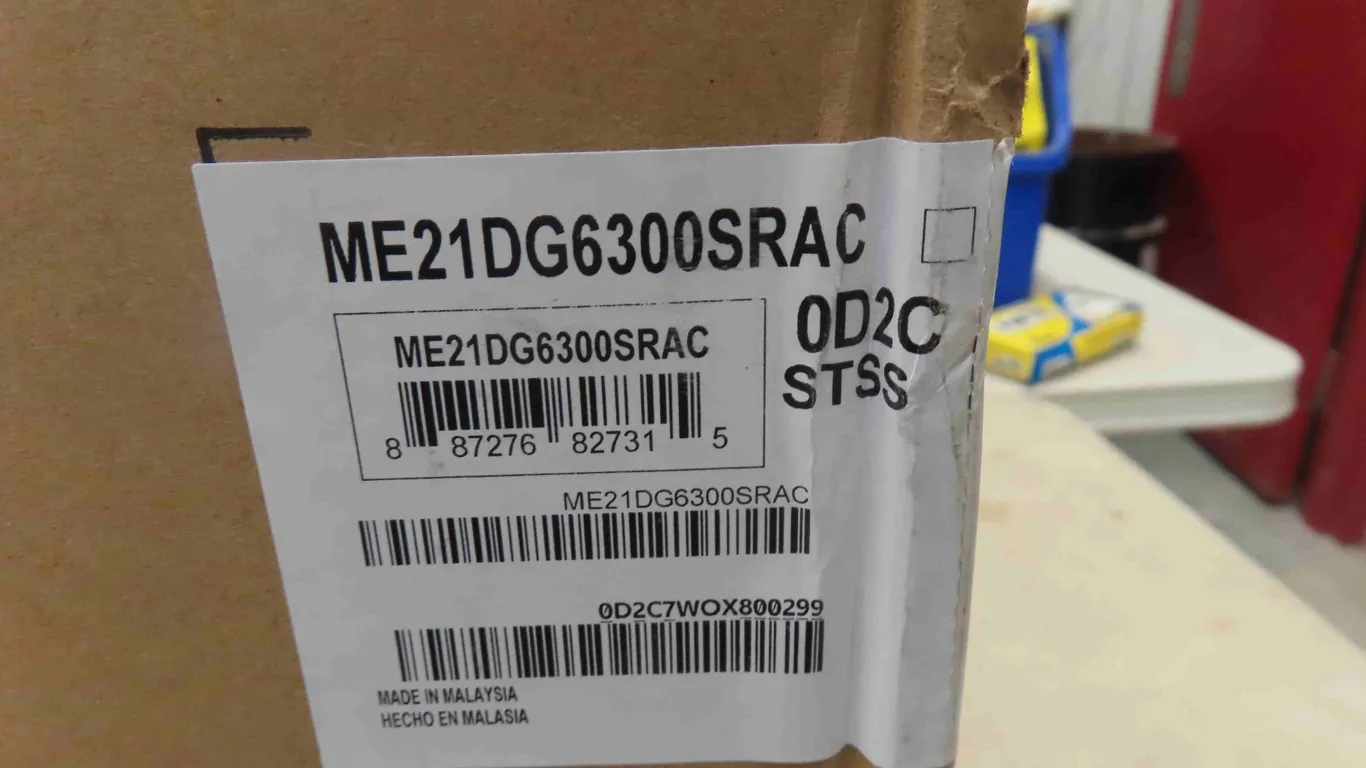 ME21DG6300SRAC
0D2C
STSS
ME21DG6300SRAC
8 87276 82731 5
ME21DG6300SRAC
0D2C7WOX800299
MADE IN MALAYSIA
HECHO EN MALASIA